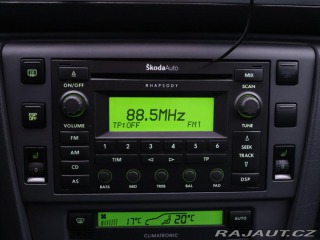 ŠkodaAuto
MIX
ON/OFF
RHAPSODY
SCAN
88.5MHz
TP:OFF FM1
ESP
OFF
VOLUME
TUNE
FM
1 2 3 4 5 6
AM
TIM
TP
SEEK
TRACK
CD
AS
BASS MID TREB BAL FAD
DSP
17°C 20°C
AUTO
CLIMATRONIC
RAJAUT.CZ